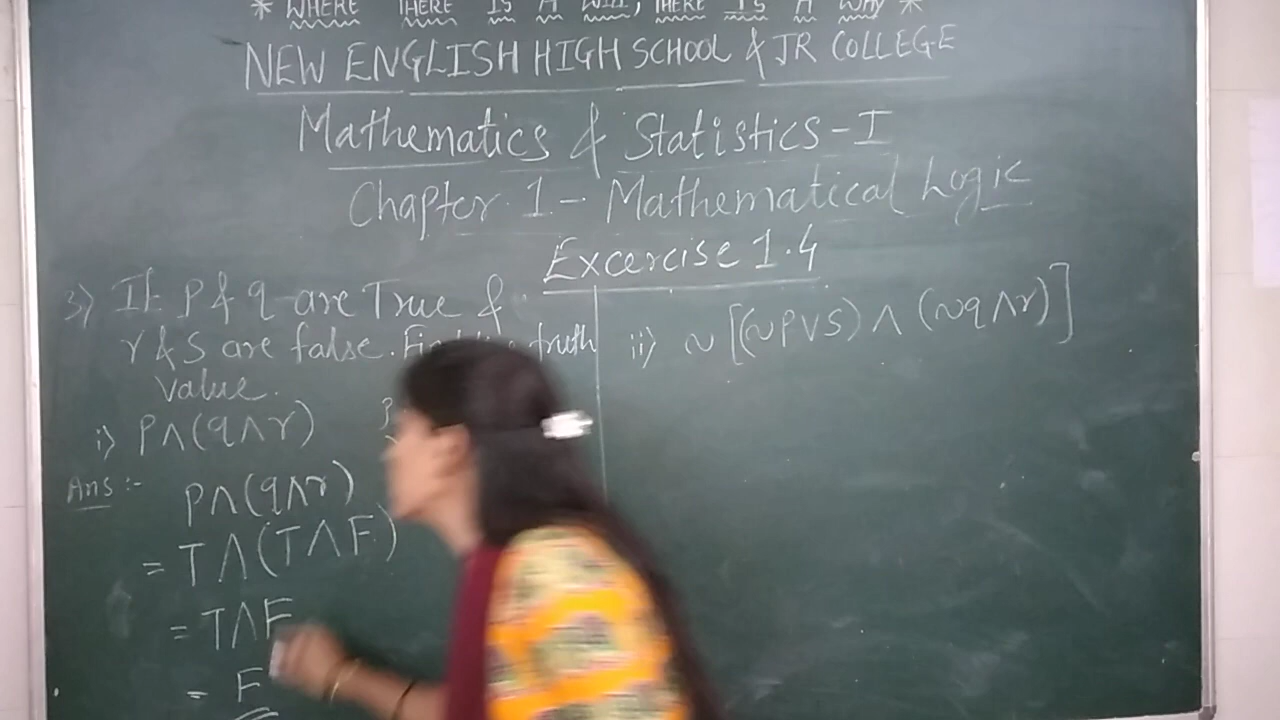 * WHERE THERE IS A WILL, THERE IS A WAY *
NEW ENGLISH HIGH SCHOOL & JR COLLEGE
Mathematics & Statistics-I
Chapter 1 - Mathematical Logic
Excercise 1.4
3) If P & q are True &
r & S are false. truth
value.
i) P∧(q∧r)
Ans :- P∧(q∧r)
= T∧(T∧F)
= T∧F
= F
ii) ~[(~P∨S)∧(~q∧r)]